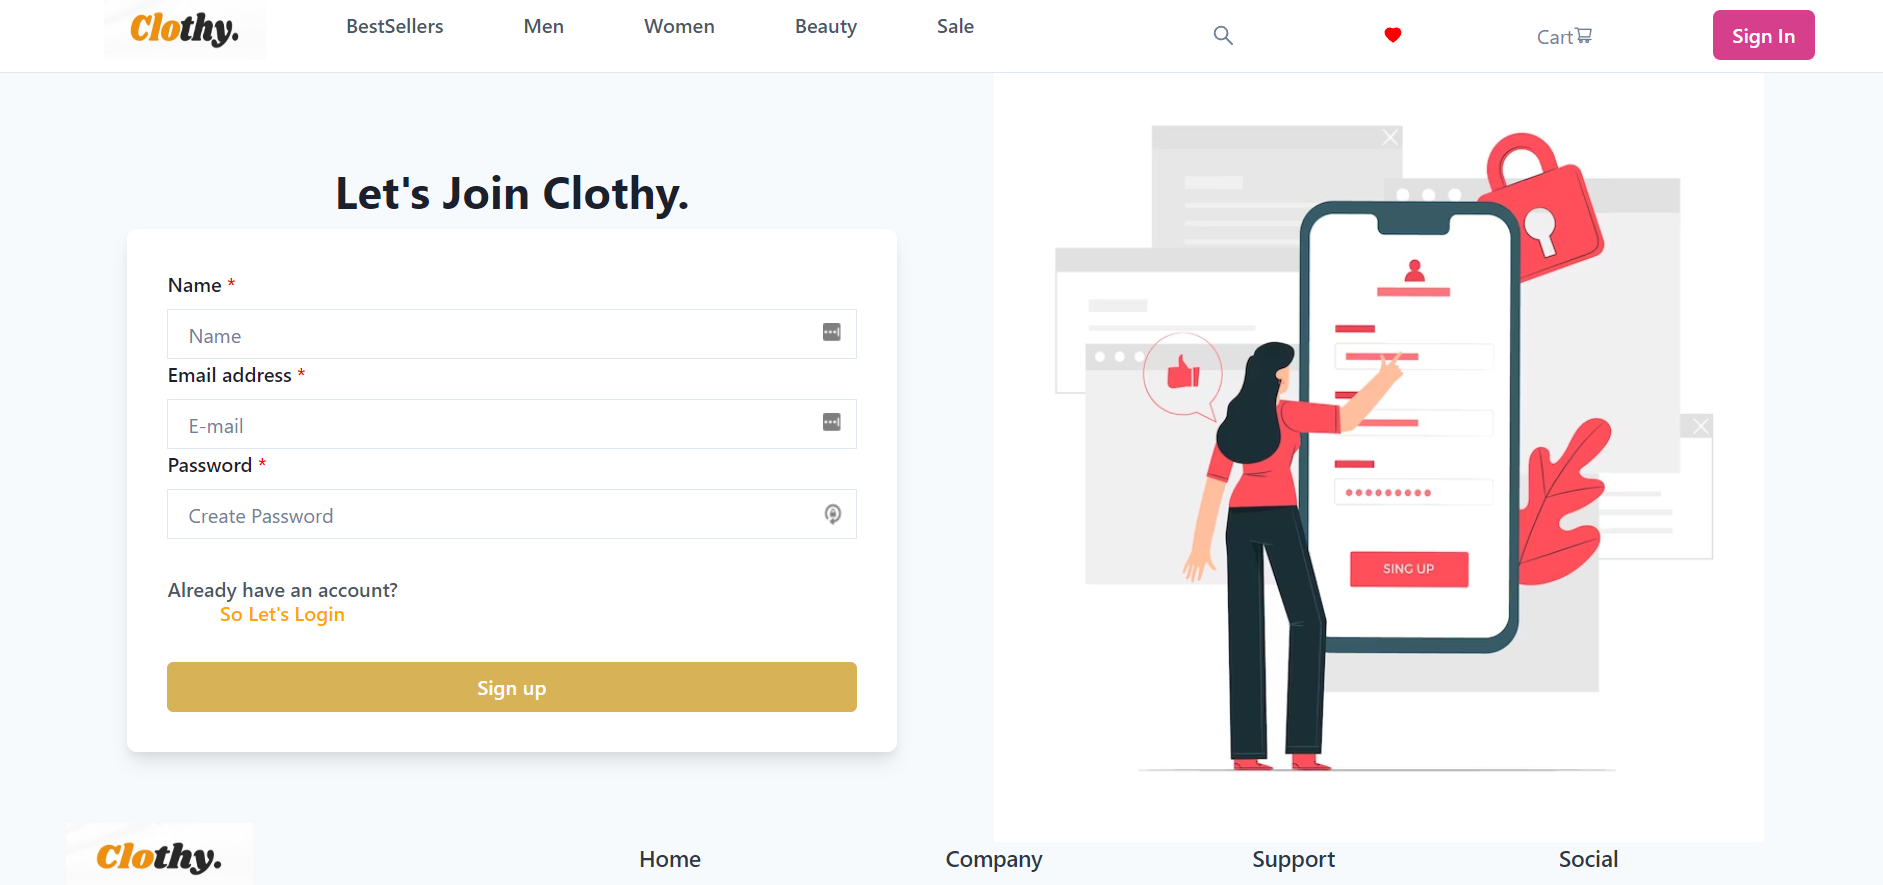 Clothy.
BestSellers Men Women Beauty Sale Cart Sign In
Let's Join Clothy.
Name *
Name
Email address *
E-mail
Password *
Create Password
Already have an account?
So Let's Login
Sign up
SING UP
Clothy.
Home Company Support Social